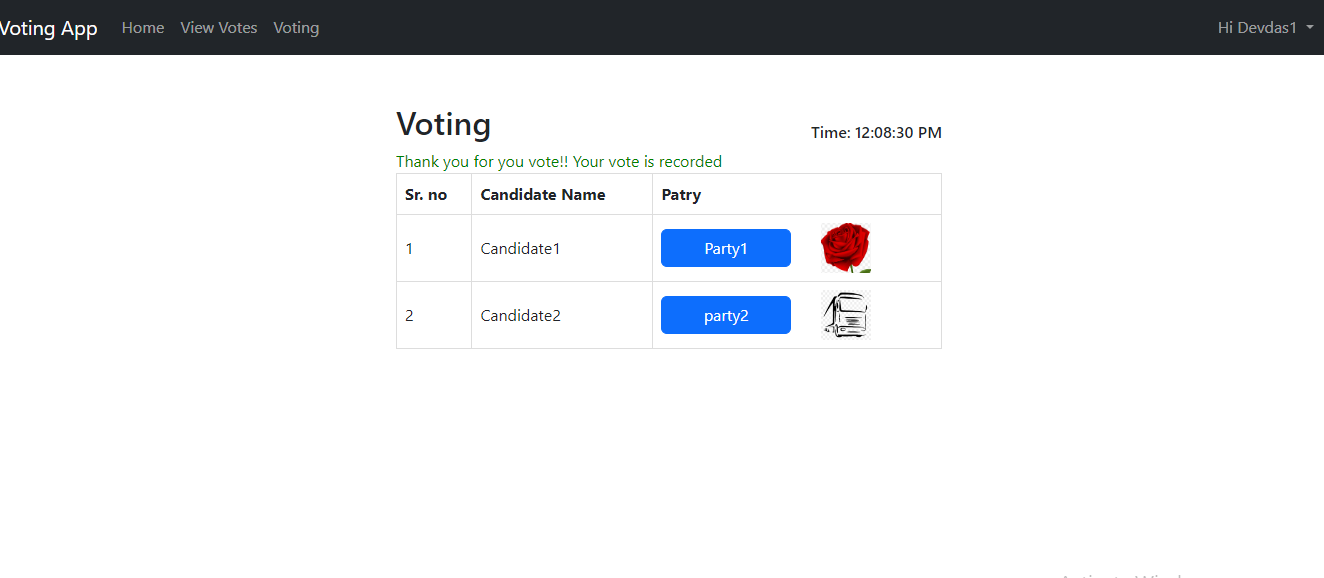 Voting App Home View Votes Voting Hi Devdas1
Voting
Time: 12:08:30 PM
Thank you for you vote!! Your vote is recorded
Sr. no Candidate Name Patry
1 Candidate1 Party1
2 Candidate2 party2